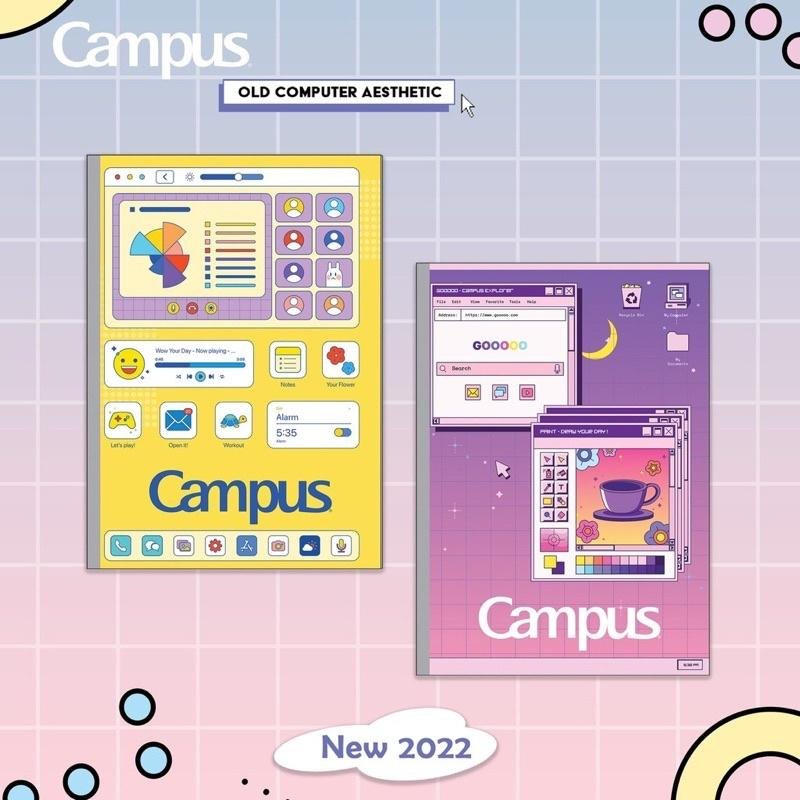 Campus
OLD COMPUTER AESTHETIC
Wow Your Day - Now playing - ...
Notes
Your Flower
Let's play!
Open it!
Workout
Alarm
5:35
Campus
GOOOOO - CAMPUS EXPLORER
File Edit View Favorite Tools Help
Address: https://www.gooooo.com
GOOOOO
Search
Recycle Bin
My Computer
My Documents
PAINT - DRAW YOUR DAY!
T
Campus
New 2022